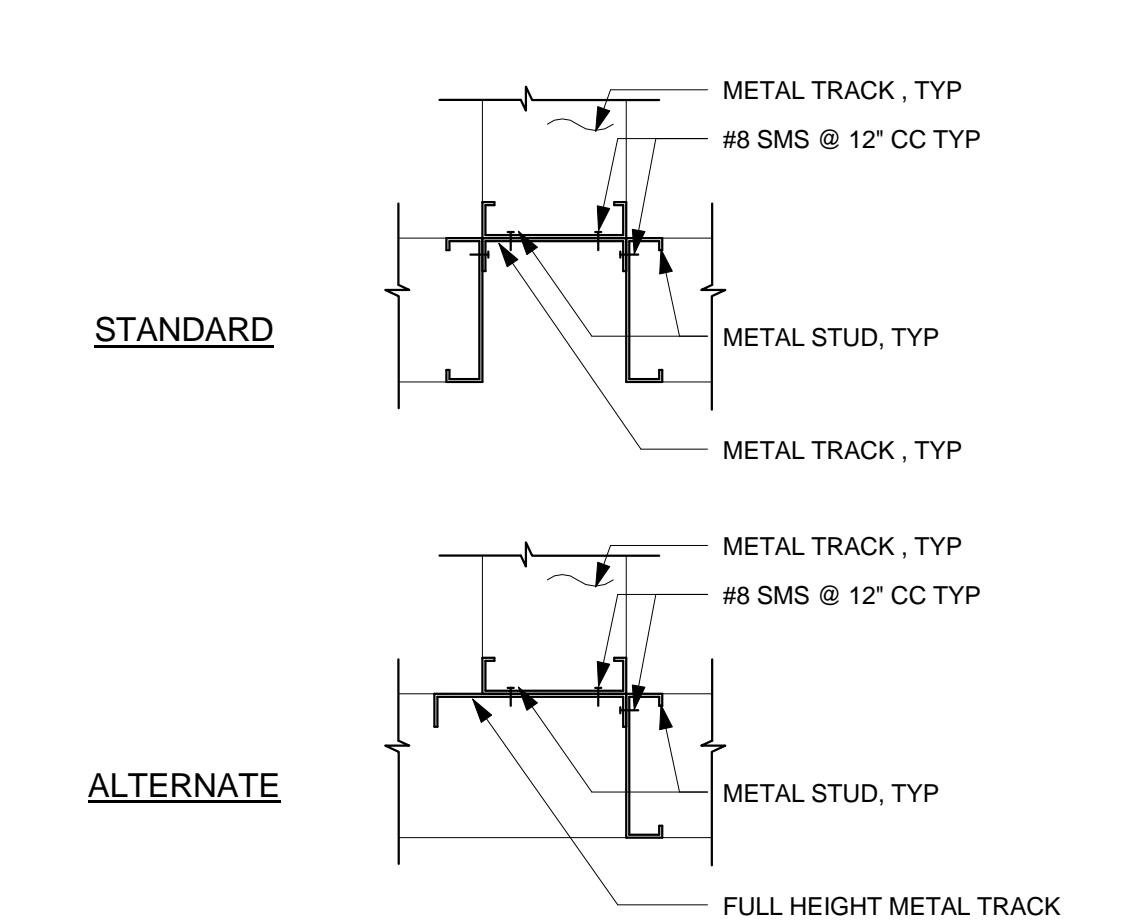 METAL TRACK , TYP
#8 SMS @ 12" CC TYP
STANDARD
METAL STUD, TYP
METAL TRACK , TYP
METAL TRACK , TYP
#8 SMS @ 12" CC TYP
ALTERNATE
METAL STUD, TYP
FULL HEIGHT METAL TRACK